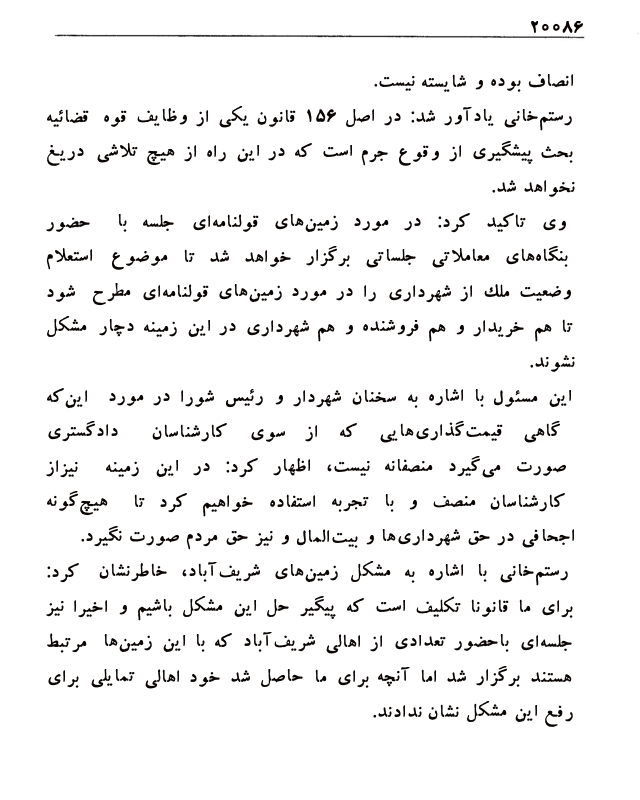 ۲۰۰۸۶
انصاف بوده و شایسته نیست.
رستم‌خانی یادآور شد: در اصل ۱۵۶ قانون یکی از وظایف قوه قضائیه
بحث پیشگیری از وقوع جرم است که در این راه از هیچ تلاشی دریغ
نخواهد شد.
وی تاکید کرد: در مورد زمین‌های قولنامه‌ای جلسه با حضور
بنگاه‌های معاملاتی جلساتی برگزار خواهد شد تا موضوع استعلام
وضعیت ملك از شهرداری را در مورد زمین‌های قولنامه‌ای مطرح شود
تا هم خریدار و هم فروشنده و هم شهرداری در این زمینه دچار مشکل
نشوند.
این مسئول با اشاره به سخنان شهردار و رئیس شورا در مورد این‌که
گاهی قیمت‌گذاری‌هایی که از سوی کارشناسان دادگستری
صورت می‌گیرد منصفانه نیست، اظهار کرد: در این زمینه نیزاز
کارشناسان منصف و با تجربه استفاده خواهیم کرد تا هیچ‌گونه
اجحافی در حق شهرداری‌ها و بیت‌المال و نیز حق مردم صورت نگیرد.
رستم‌خانی با اشاره به مشکل زمین‌های شریف‌آباد، خاطرنشان کرد:
برای ما قانونا تکلیف است که پیگیر حل این مشکل باشیم و اخیرا نیز
جلسه‌ای باحضور تعدادی از اهالی شریف‌آباد که با این زمین‌ها مرتبط
هستند برگزار شد اما آنچه برای ما حاصل شد خود اهالی تمایلی برای
رفع این مشکل نشان ندادند.